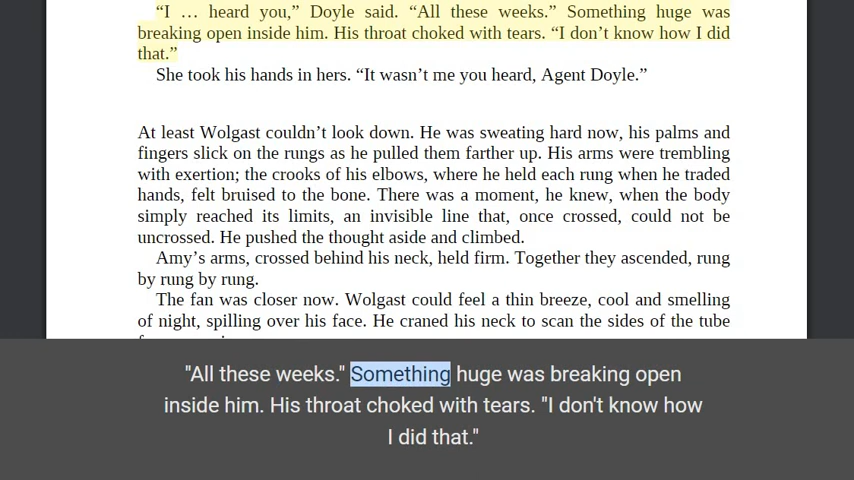 “I … heard you,” Doyle said. “All these weeks.” Something huge was
breaking open inside him. His throat choked with tears. “I don’t know how I did
that.”
She took his hands in hers. “It wasn’t me you heard, Agent Doyle.”
At least Wolgast couldn’t look down. He was sweating hard now, his palms and
fingers slick on the rungs as he pulled them farther up. His arms were trembling
with exertion; the crooks of his elbows, where he held each rung when he traded
hands, felt bruised to the bone. There was a moment, he knew, when the body
simply reached its limits, an invisible line that, once crossed, could not be
uncrossed. He pushed the thought aside and climbed.
Amy’s arms, crossed behind his neck, held firm. Together they ascended, rung
by rung by rung.
The fan was closer now. Wolgast could feel a thin breeze, cool and smelling
of night, spilling over his face. He craned his neck to scan the sides of the tube
"All these weeks." Something huge was breaking open
inside him. His throat choked with tears. "I don't know how
I did that."